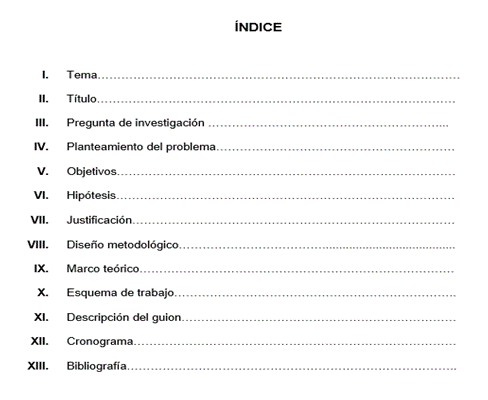 ÍNDICE
I. Tema……………………………………………………………………………………
II. Título……………………………………………………………………………………
III. Pregunta de investigación ……………………………………………………...
IV. Planteamiento del problema………………………………………………………
V. Objetivos………………………………………………………………………………
VI. Hipótesis………………………………………………………………………………
VII. Justificación……………………………………………………………………………
VIII. Diseño metodológico…………………………………...........................................
IX. Marco teórico…………………………………………………………………………
X. Esquema de trabajo…………………………………………………………………..
XI. Descripción del guion………………………………………………………………
XII. Cronograma……………………………………………………………………………
XIII. Bibliografía……………………………………………………………………………..